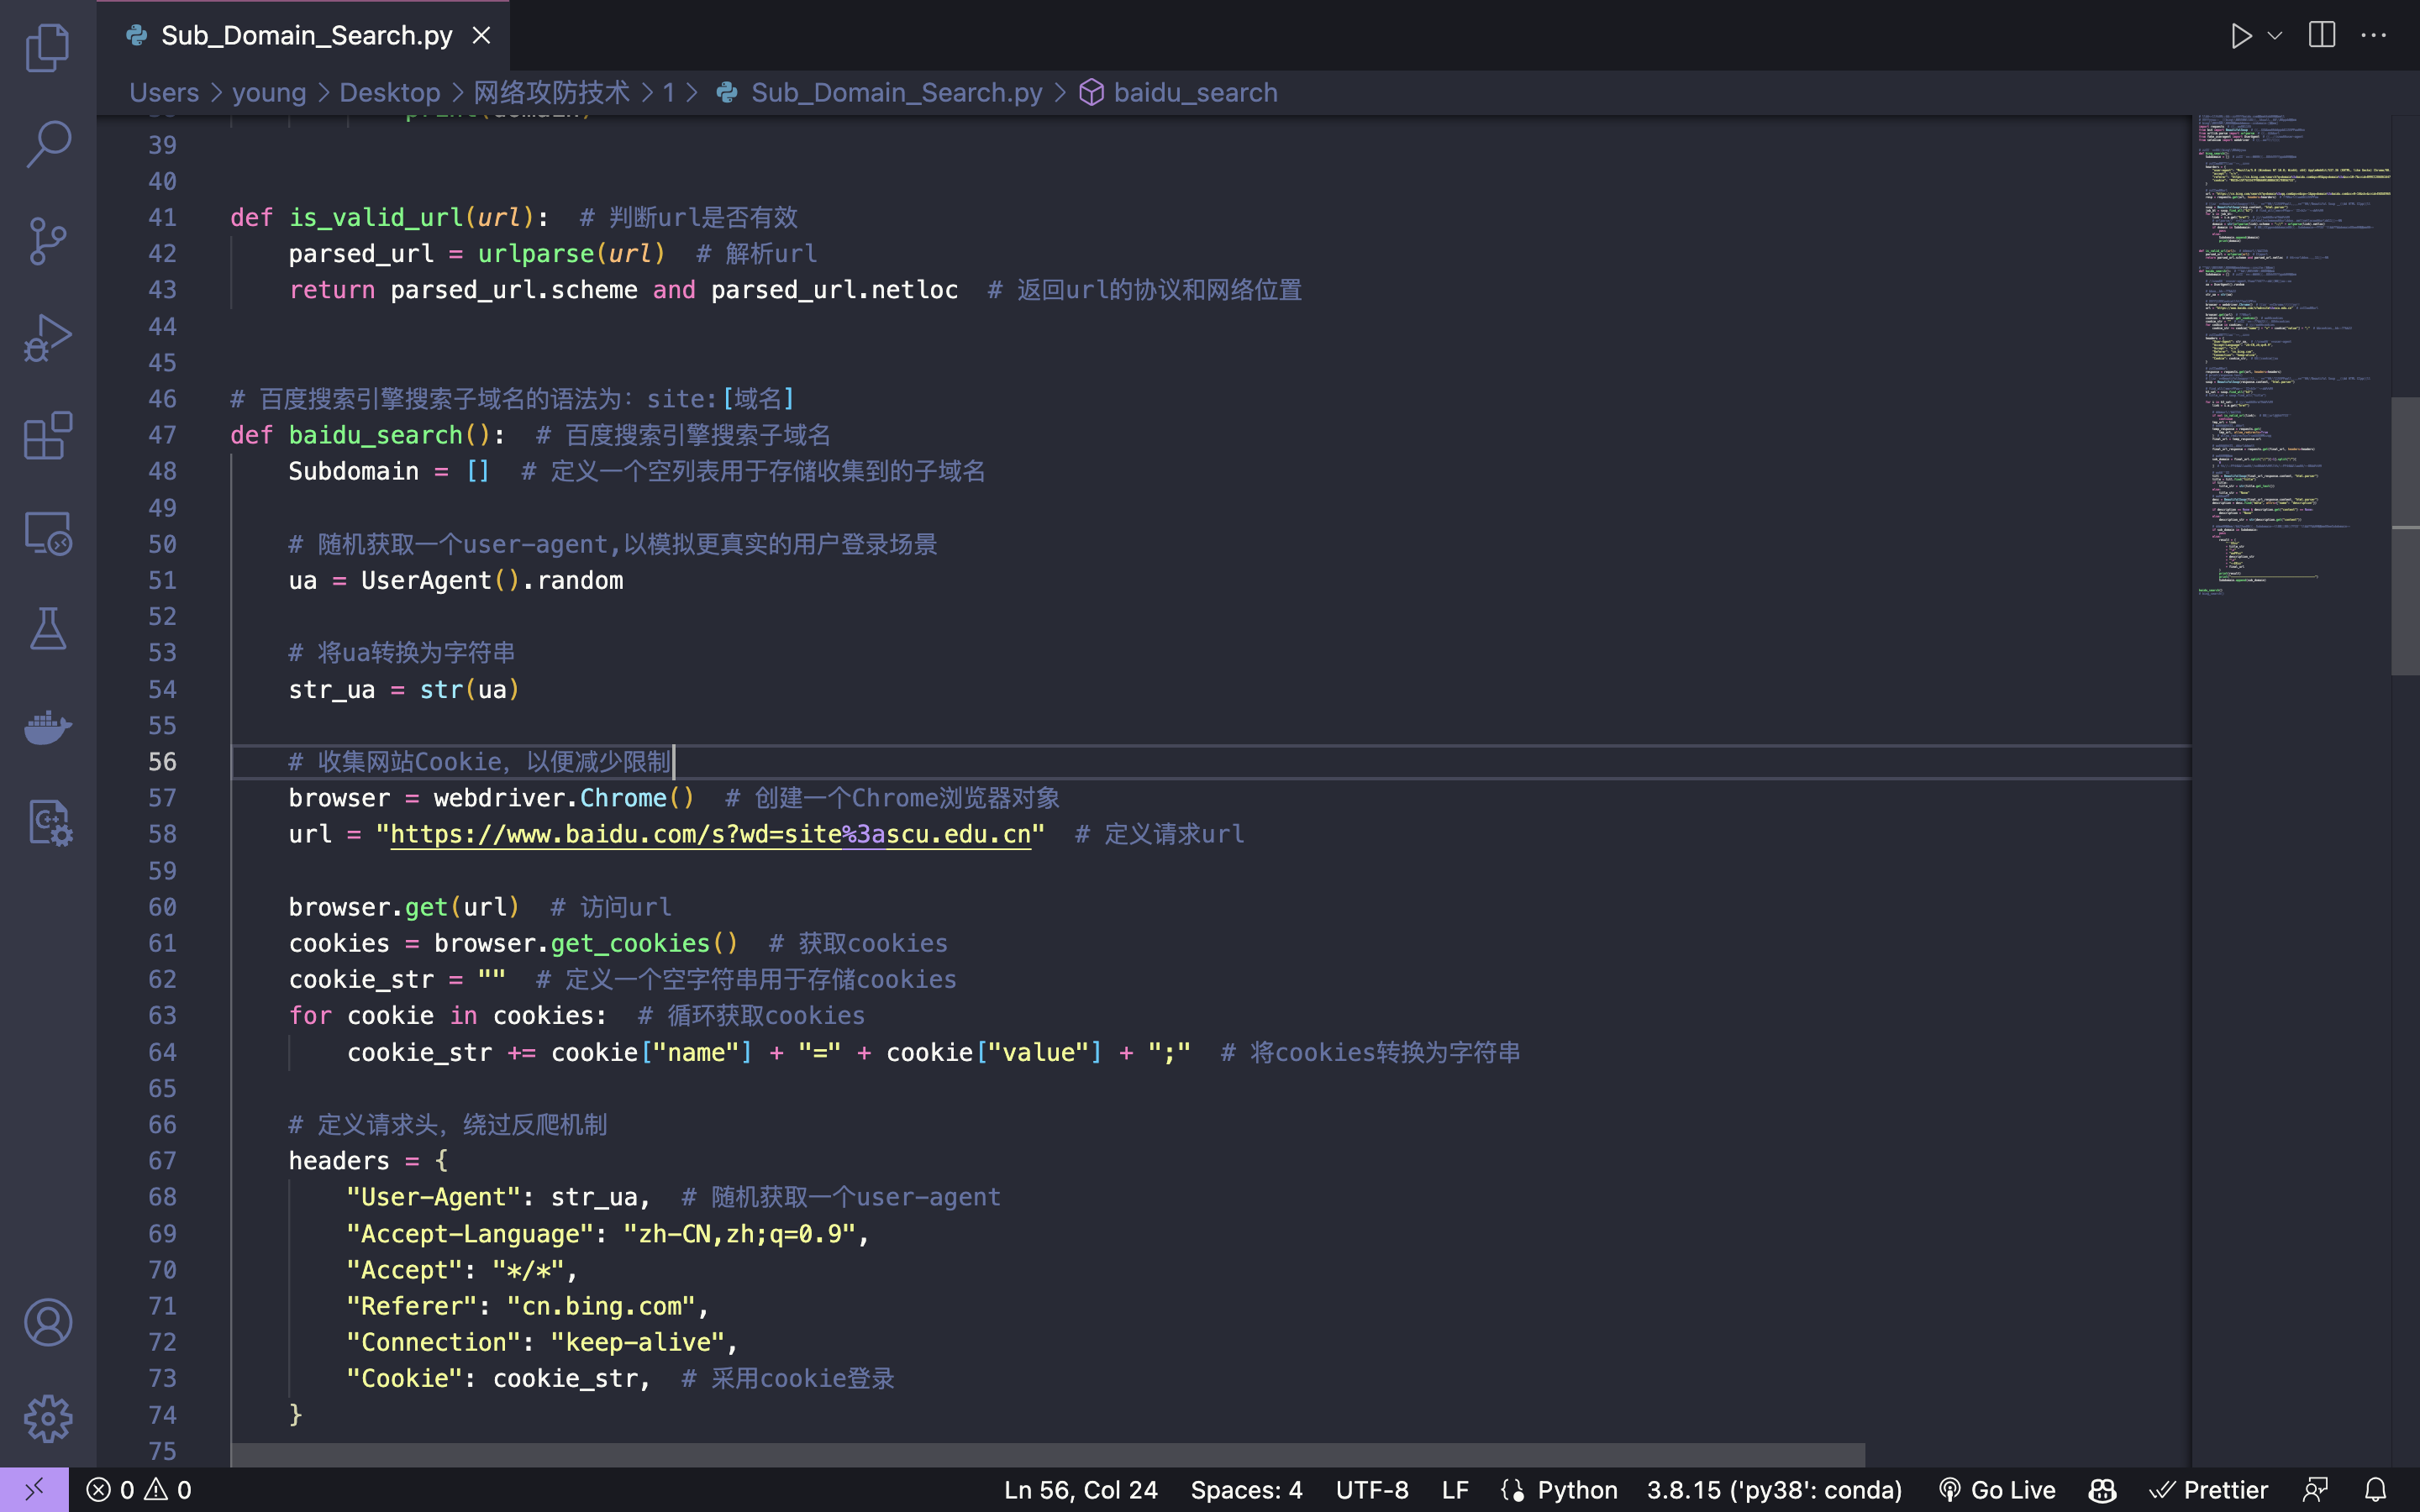 Sub_Domain_Search.py
Users > young > Desktop > 网络攻防技术 > 1 > Sub_Domain_Search.py > baidu_search
39
40
41 def is_valid_url(url):  # 判断url是否有效
42     parsed_url = urlparse(url)  # 解析url
43     return parsed_url.scheme and parsed_url.netloc  # 返回url的协议和网络位置
44
45
46 # 百度搜索引擎搜索子域名的语法为：site:[域名]
47 def baidu_search():  # 百度搜索引擎搜索子域名
48     Subdomain = []  # 定义一个空列表用于存储收集到的子域名
49
50     # 随机获取一个user-agent,以模拟更真实的用户登录场景
51     ua = UserAgent().random
52
53     # 将ua转换为字符串
54     str_ua = str(ua)
55
56     # 收集网站Cookie，以便减少限制
57     browser = webdriver.Chrome()  # 创建一个Chrome浏览器对象
58     url = "https://www.baidu.com/s?wd=site%3ascu.edu.cn"  # 定义请求url
59
60     browser.get(url)  # 访问url
61     cookies = browser.get_cookies()  # 获取cookies
62     cookie_str = ""  # 定义一个空字符串用于存储cookies
63     for cookie in cookies:  # 循环获取cookies
64         cookie_str += cookie["name"] + "=" + cookie["value"] + ";"  # 将cookies转换为字符串
65
66     # 定义请求头，绕过反爬机制
67     headers = {
68         "User-Agent": str_ua,  # 随机获取一个user-agent
69         "Accept-Language": "zh-CN,zh;q=0.9",
70         "Accept": "*/*",
71         "Referer": "cn.bing.com",
72         "Connection": "keep-alive",
73         "Cookie": cookie_str,  # 采用cookie登录
74     }
75
0 0 Ln 56, Col 24 Spaces: 4 UTF-8 LF Python 3.8.15 ('py38': conda) Go Live Prettier